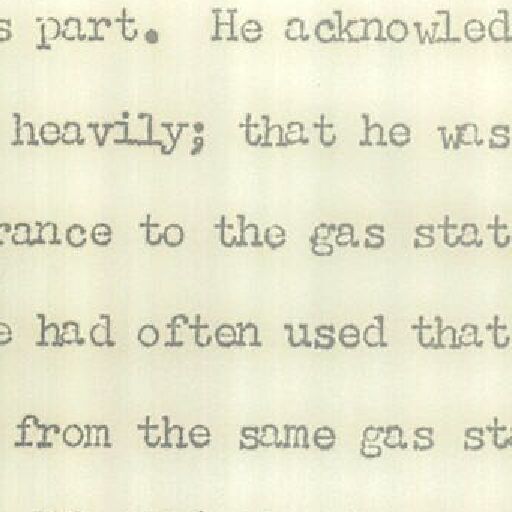 s part. He acknowled
heavily; that he was
rance to the gas stat
e had often used that
from the same gas sta